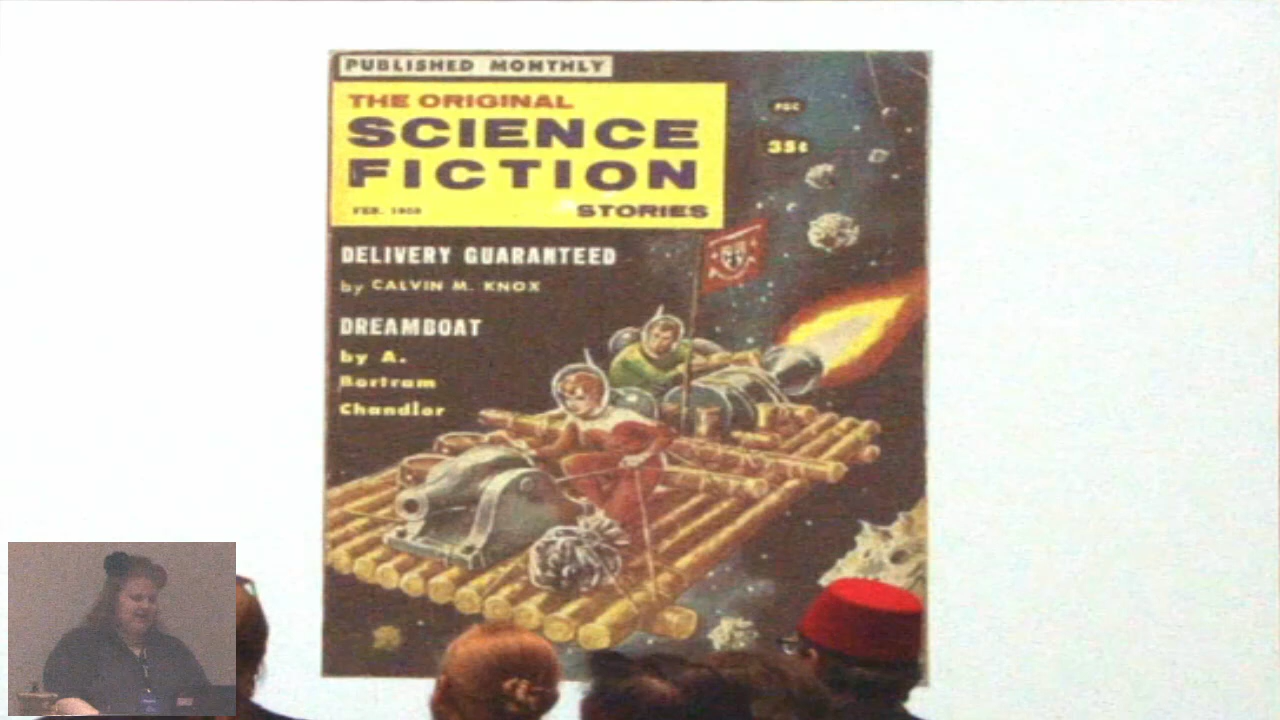 PUBLISHED MONTHLY
THE ORIGINAL
SCIENCE
FICTION
STORIES
35¢
DELIVERY GUARANTEED
by CALVIN M. KNOX
DREAMBOAT
by A.
Bertram
Chandler